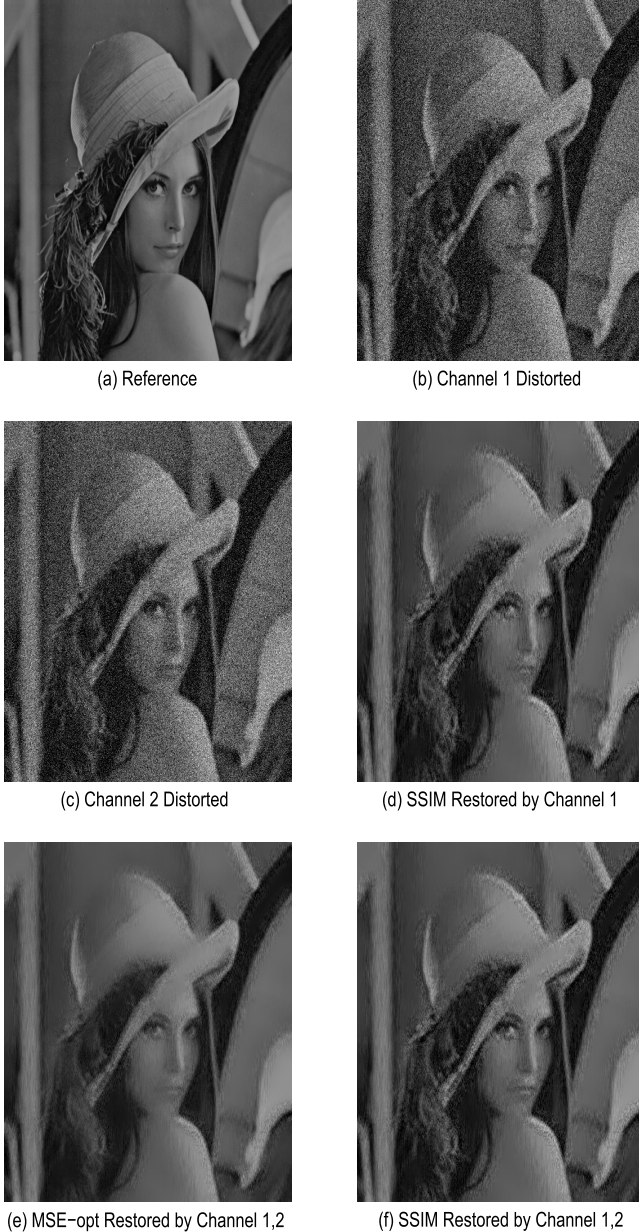 (a) Reference
(b) Channel 1 Distorted
(c) Channel 2 Distorted
(d) SSIM Restored by Channel 1
(e) MSE−opt Restored by Channel 1,2
(f) SSIM Restored by Channel 1,2